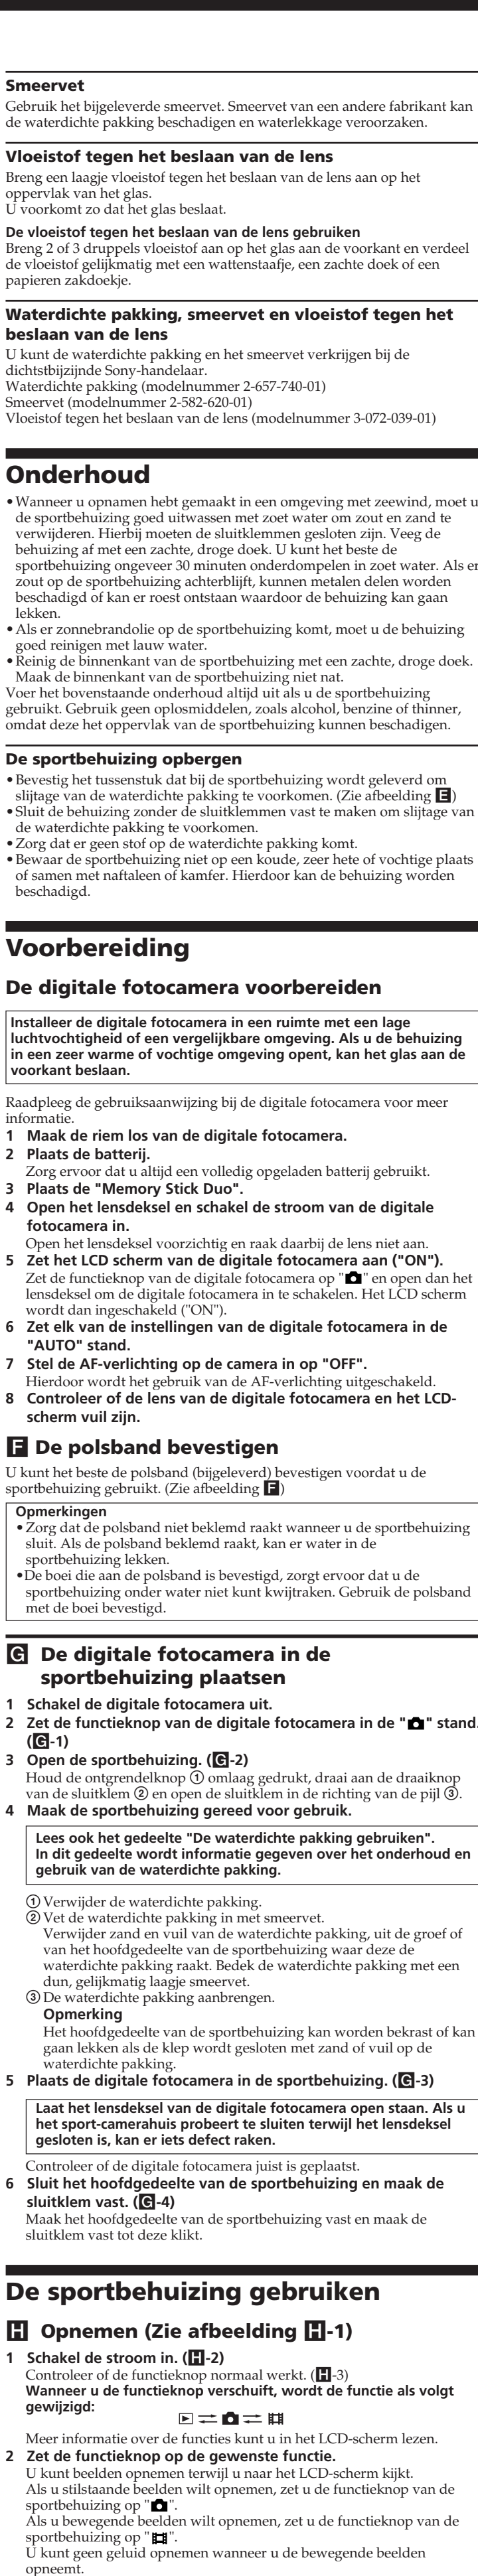 Smeervet
Gebruik het bijgeleverde smeervet. Smeervet van een andere fabrikant kan
de waterdichte pakking beschadigen en waterlekkage veroorzaken.
Vloeistof tegen het beslaan van de lens
Breng een laagje vloeistof tegen het beslaan van de lens aan op het
oppervlak van het glas.
U voorkomt zo dat het glas beslaat.
De vloeistof tegen het beslaan van de lens gebruiken
Breng 2 of 3 druppels vloeistof aan op het glas aan de voorkant en verdeel
de vloeistof gelijkmatig met een wattenstaafje, een zachte doek of een
papieren zakdoekje.
Waterdichte pakking, smeervet en vloeistof tegen het
beslaan van de lens
U kunt de waterdichte pakking en het smeervet verkrijgen bij de
dichtstbijzijnde Sony-handelaar.
Waterdichte pakking (modelnummer 2-657-740-01)
Smeervet (modelnummer 2-582-620-01)
Vloeistof tegen het beslaan van de lens (modelnummer 3-072-039-01)
Onderhoud
•Wanneer u opnamen hebt gemaakt in een omgeving met zeewind, moet u
de sportbehuizing goed uitwassen met zoet water om zout en zand te
verwijderen. Hierbij moeten de sluitklemmen gesloten zijn. Veeg de
behuizing af met een zachte, droge doek. U kunt het beste de
sportbehuizing ongeveer 30 minuten onderdompelen in zoet water. Als er
zout op de sportbehuizing achterblijft, kunnen metalen delen worden
beschadigd of kan er roest ontstaan waardoor de behuizing kan gaan
lekken.
•Als er zonnebrandolie op de sportbehuizing komt, moet u de behuizing
goed reinigen met lauw water.
•Reinig de binnenkant van de sportbehuizing met een zachte, droge doek.
Maak de binnenkant van de sportbehuizing niet nat.
Voer het bovenstaande onderhoud altijd uit als u de sportbehuizing
gebruikt. Gebruik geen oplosmiddelen, zoals alcohol, benzine of thinner,
omdat deze het oppervlak van de sportbehuizing kunnen beschadigen.
De sportbehuizing opbergen
•Bevestig het tussenstuk dat bij de sportbehuizing wordt geleverd om
slijtage van de waterdichte pakking te voorkomen. (Zie afbeelding E)
•Sluit de behuizing zonder de sluitklemmen vast te maken om slijtage van
de waterdichte pakking te voorkomen.
•Zorg dat er geen stof op de waterdichte pakking komt.
•Bewaar de sportbehuizing niet op een koude, zeer hete of vochtige plaats
of samen met naftaleen of kamfer. Hierdoor kan de behuizing worden
beschadigd.
Voorbereiding
De digitale fotocamera voorbereiden
Installeer de digitale fotocamera in een ruimte met een lage
luchtvochtigheid of een vergelijkbare omgeving. Als u de behuizing
in een zeer warme of vochtige omgeving opent, kan het glas aan de
voorkant beslaan.
Raadpleeg de gebruiksaanwijzing bij de digitale fotocamera voor meer
informatie.
1 Maak de riem los van de digitale fotocamera.
2 Plaats de batterij.
Zorg ervoor dat u altijd een volledig opgeladen batterij gebruikt.
3 Plaats de "Memory Stick Duo".
4 Open het lensdeksel en schakel de stroom van de digitale
fotocamera in.
Open het lensdeksel voorzichtig en raak daarbij de lens niet aan.
5 Zet het LCD scherm van de digitale fotocamera aan ("ON").
Zet de functieknop van de digitale fotocamera op "📷" en open dan het
lensdeksel om de digitale fotocamera in te schakelen. Het LCD scherm
wordt dan ingeschakeld ("ON").
6 Zet elk van de instellingen van de digitale fotocamera in de
"AUTO" stand.
7 Stel de AF-verlichting op de camera in op "OFF".
Hierdoor wordt het gebruik van de AF-verlichting uitgeschakeld.
8 Controleer of de lens van de digitale fotocamera en het LCD-
scherm vuil zijn.
F De polsband bevestigen
U kunt het beste de polsband (bijgeleverd) bevestigen voordat u de
sportbehuizing gebruikt. (Zie afbeelding F)
Opmerkingen
•Zorg dat de polsband niet beklemd raakt wanneer u de sportbehuizing
sluit. Als de polsband beklemd raakt, kan er water in de
sportbehuizing lekken.
•De boei die aan de polsband is bevestigd, zorgt ervoor dat u de
sportbehuizing onder water niet kunt kwijtraken. Gebruik de polsband
met de boei bevestigd.
G De digitale fotocamera in de
sportbehuizing plaatsen
1 Schakel de digitale fotocamera uit.
2 Zet de functieknop van de digitale fotocamera in de "📷" stand.
(G-1)
3 Open de sportbehuizing. (G-2)
Houd de ontgrendelknop ① omlaag gedrukt, draai aan de draaiknop
van de sluitklem ② en open de sluitklem in de richting van de pijl ③.
4 Maak de sportbehuizing gereed voor gebruik.
Lees ook het gedeelte "De waterdichte pakking gebruiken".
In dit gedeelte wordt informatie gegeven over het onderhoud en
gebruik van de waterdichte pakking.
① Verwijder de waterdichte pakking.
② Vet de waterdichte pakking in met smeervet.
Verwijder zand en vuil van de waterdichte pakking, uit de groef of
van het hoofdgedeelte van de sportbehuizing waar deze de
waterdichte pakking raakt. Bedek de waterdichte pakking met een
dun, gelijkmatig laagje smeervet.
③ De waterdichte pakking aanbrengen.
Opmerking
Het hoofdgedeelte van de sportbehuizing kan worden bekrast of kan
gaan lekken als de klep wordt gesloten met zand of vuil op de
waterdichte pakking.
5 Plaats de digitale fotocamera in de sportbehuizing. (G-3)
Laat het lensdeksel van de digitale fotocamera open staan. Als u
het sport-camerahuis probeert te sluiten terwijl het lensdeksel
gesloten is, kan er iets defect raken.
Controleer of de digitale fotocamera juist is geplaatst.
6 Sluit het hoofdgedeelte van de sportbehuizing en maak de
sluitklem vast. (G-4)
Maak het hoofdgedeelte van de sportbehuizing vast en maak de
sluitklem vast tot deze klikt.
De sportbehuizing gebruiken
H Opnemen (Zie afbeelding H-1)
1 Schakel de stroom in. (H-2)
Controleer of de functieknop normaal werkt. (H-3)
Wanneer u de functieknop verschuift, wordt de functie als volgt
gewijzigd:
Meer informatie over de functies kunt u in het LCD-scherm lezen.
2 Zet de functieknop op de gewenste functie.
U kunt beelden opnemen terwijl u naar het LCD-scherm kijkt.
Als u stilstaande beelden wilt opnemen, zet u de functieknop van de
sportbehuizing op "📷".
Als u bewegende beelden wilt opnemen, zet u de functieknop van de
sportbehuizing op "🎞".
U kunt geen geluid opnemen wanneer u de bewegende beelden
opneemt.